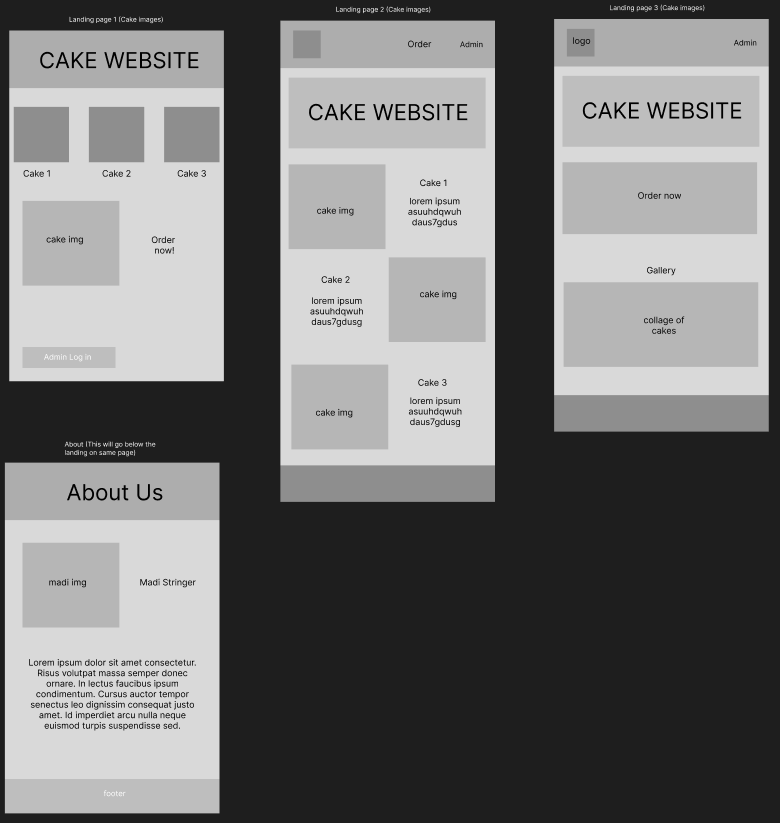 Landing page 1 (Cake images)
CAKE WEBSITE
Cake 1
Cake 2
Cake 3
cake img
Order
now!
Admin Log in
About (This will go below the
landing on same page)
About Us
madi img
Madi Stringer
Lorem ipsum dolor sit amet consectetur.
Risus volutpat massa semper donec
ornare. In lectus faucibus ipsum
condimentum. Cursus auctor tempor
senectus leo dignissim consequat justo
amet. Id imperdiet arcu nulla neque
euismod turpis suspendisse sed.
footer
Landing page 2 (Cake images)
Order
Admin
CAKE WEBSITE
cake img
Cake 1
lorem ipsum
asuuhdqwuh
daus7gdus
Cake 2
lorem ipsum
asuuhdqwuh
daus7gdusg
cake img
cake img
Cake 3
lorem ipsum
asuuhdqwuh
daus7gdusg
Landing page 3 (Cake images)
logo
Admin
CAKE WEBSITE
Order now
Gallery
collage of
cakes